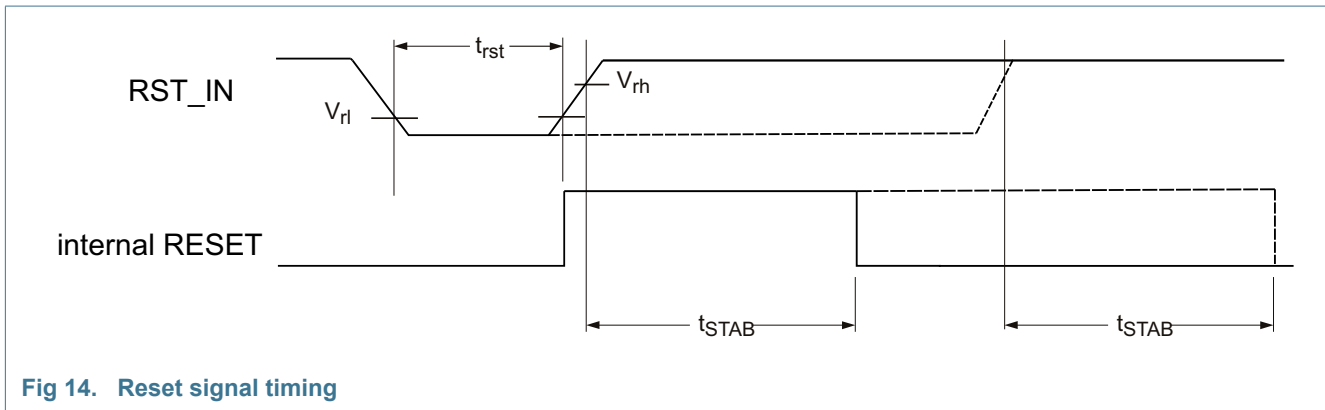 t_rst
RST_IN
V_rl
V_rh
internal RESET
t_STAB
t_STAB
Fig 14. Reset signal timing